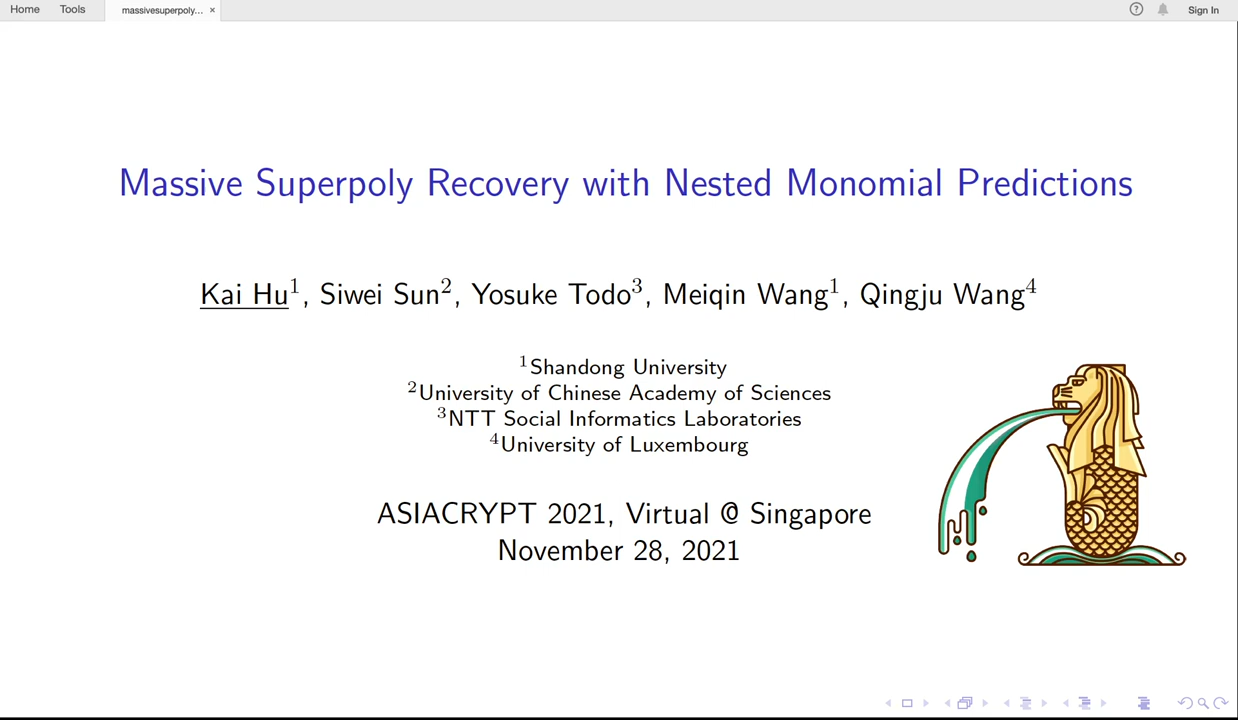 Home Tools massivesuperpoly... × ? Sign In
Massive Superpoly Recovery with Nested Monomial Predictions
Kai Hu1, Siwei Sun2, Yosuke Todo3, Meiqin Wang1, Qingju Wang4
1Shandong University
2University of Chinese Academy of Sciences
3NTT Social Informatics Laboratories
4University of Luxembourg
ASIACRYPT 2021, Virtual @ Singapore
November 28, 2021